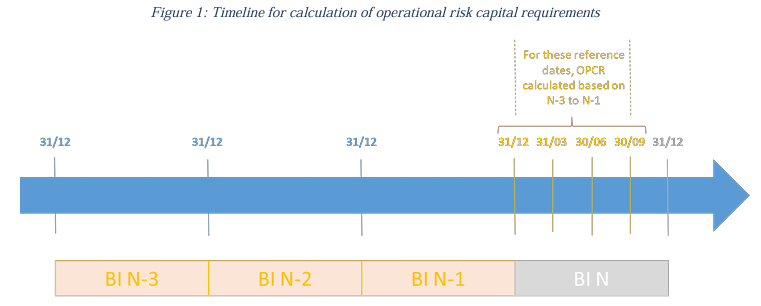 Figure 1: Timeline for calculation of operational risk capital requirements
For these reference
dates, OPCR
calculated based on
N-3 to N-1
31/12 31/12 31/12 31/12 31/03 30/06 30/09 31/12
BI N-3 BI N-2 BI N-1 BI N